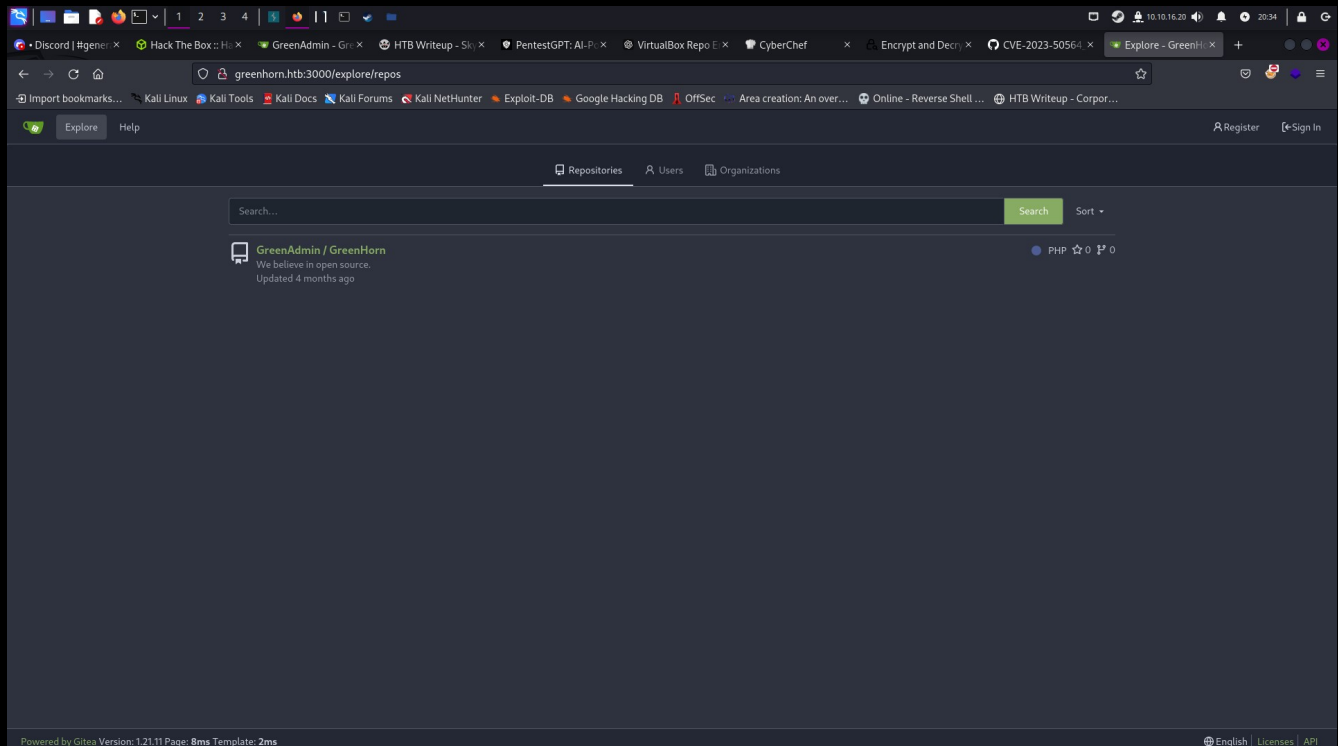 1 2 3 4 10.10.16.20 20:34
• Discord | #gener Hack The Box :: Ha GreenAdmin - Gre HTB Writeup - Sky PentestGPT: AI-Po VirtualBox Repo E CyberChef Encrypt and Decry CVE-2023-50564_ Explore - GreenHo
greenhorn.htb:3000/explore/repos
Import bookmarks... Kali Linux Kali Tools Kali Docs Kali Forums Kali NetHunter Exploit-DB Google Hacking DB OffSec Area creation: An over... Online - Reverse Shell ... HTB Writeup - Corpor...
Explore Help Register Sign In
Repositories Users Organizations
Search... Search Sort
GreenAdmin / GreenHorn PHP 0 0
We believe in open source.
Updated 4 months ago
Powered by Gitea Version: 1.21.11 Page: 8ms Template: 2ms English Licenses API